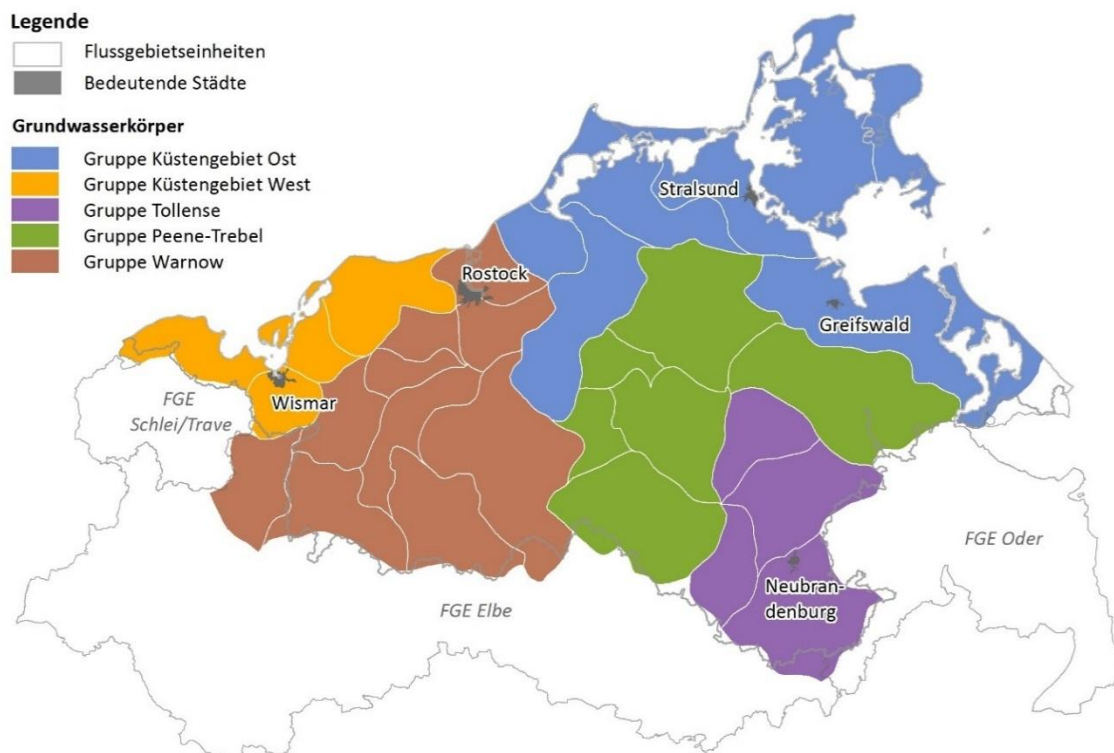 Legende
Flussgebietseinheiten
Bedeutende Städte
Grundwasserkörper
Gruppe Küstengebiet Ost
Gruppe Küstengebiet West
Gruppe Tollense
Gruppe Peene-Trebel
Gruppe Warnow
Stralsund
Rostock
Greifswald
Wismar
FGE
Schlei/Trave
FGE Oder
Neubran-
denburg
FGE Elbe